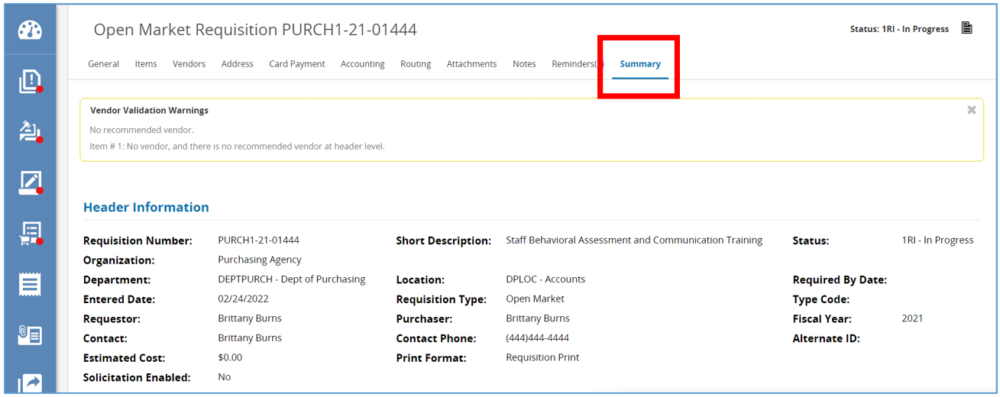 Open Market Requisition PURCH1-21-01444
Status: 1RI - In Progress
General Items Vendors Address Card Payment Accounting Routing Attachments Notes Reminders( Summary
Vendor Validation Warnings
No recommended vendor.
Item # 1: No vendor, and there is no recommended vendor at header level.
Header Information
Requisition Number: PURCH1-21-01444 Short Description: Staff Behavioral Assessment and Communication Training Status: 1RI - In Progress
Organization: Purchasing Agency
Department: DEPTPURCH - Dept of Purchasing Location: DPLOC - Accounts Required By Date:
Entered Date: 02/24/2022 Requisition Type: Open Market Type Code:
Requestor: Brittany Burns Purchaser: Brittany Burns Fiscal Year: 2021
Contact: Brittany Burns Contact Phone: (444)444-4444 Alternate ID:
Estimated Cost: $0.00 Print Format: Requisition Print
Solicitation Enabled: No